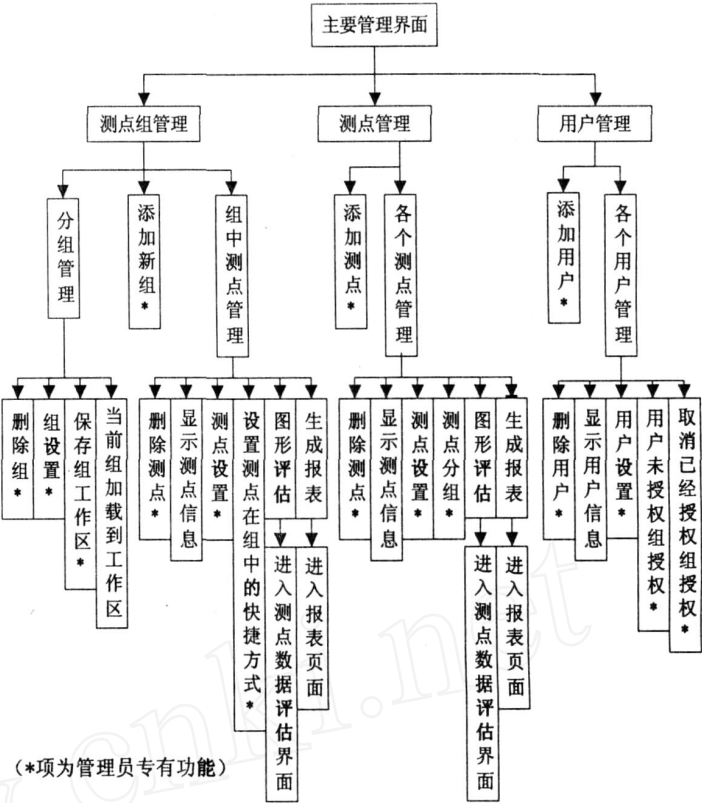 主要管理界面
测点组管理
测点管理
用户管理
分组管理
添加新组*
组中测点管理
添加测点*
各个测点管理
添加用户*
各个用户管理
删除组*
组设置*
保存组工作区*
当前组加载到工作区
删除测点*
显示测点信息
测点设置*
设置测点在组中的快捷方式*
图形评估
生成报表
删除测点*
显示测点信息
测点设置*
测点分组*
图形评估
生成报表
删除用户*
显示用户信息
用户设置*
用户未授权组授权*
取消已经授权组授权*
进入测点数据评估界面
进入报表页面
进入测点数据评估界面
进入报表页面
(*项为管理员专有功能)
cnki.net